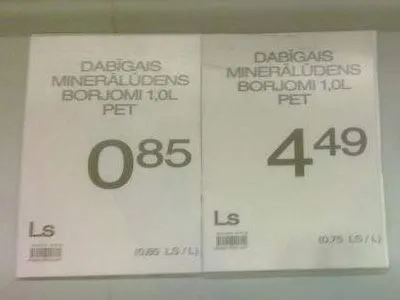 DABĪGAIS
MINERĀLŪDENS
BORJOMI 1,0L
PET
0 85
Ls
(0.85 LS / L)
DABĪGAIS
MINERĀLŪDENS
BORJOMI 1,0L
PET
4 49
Ls
(0.75 LS / L)